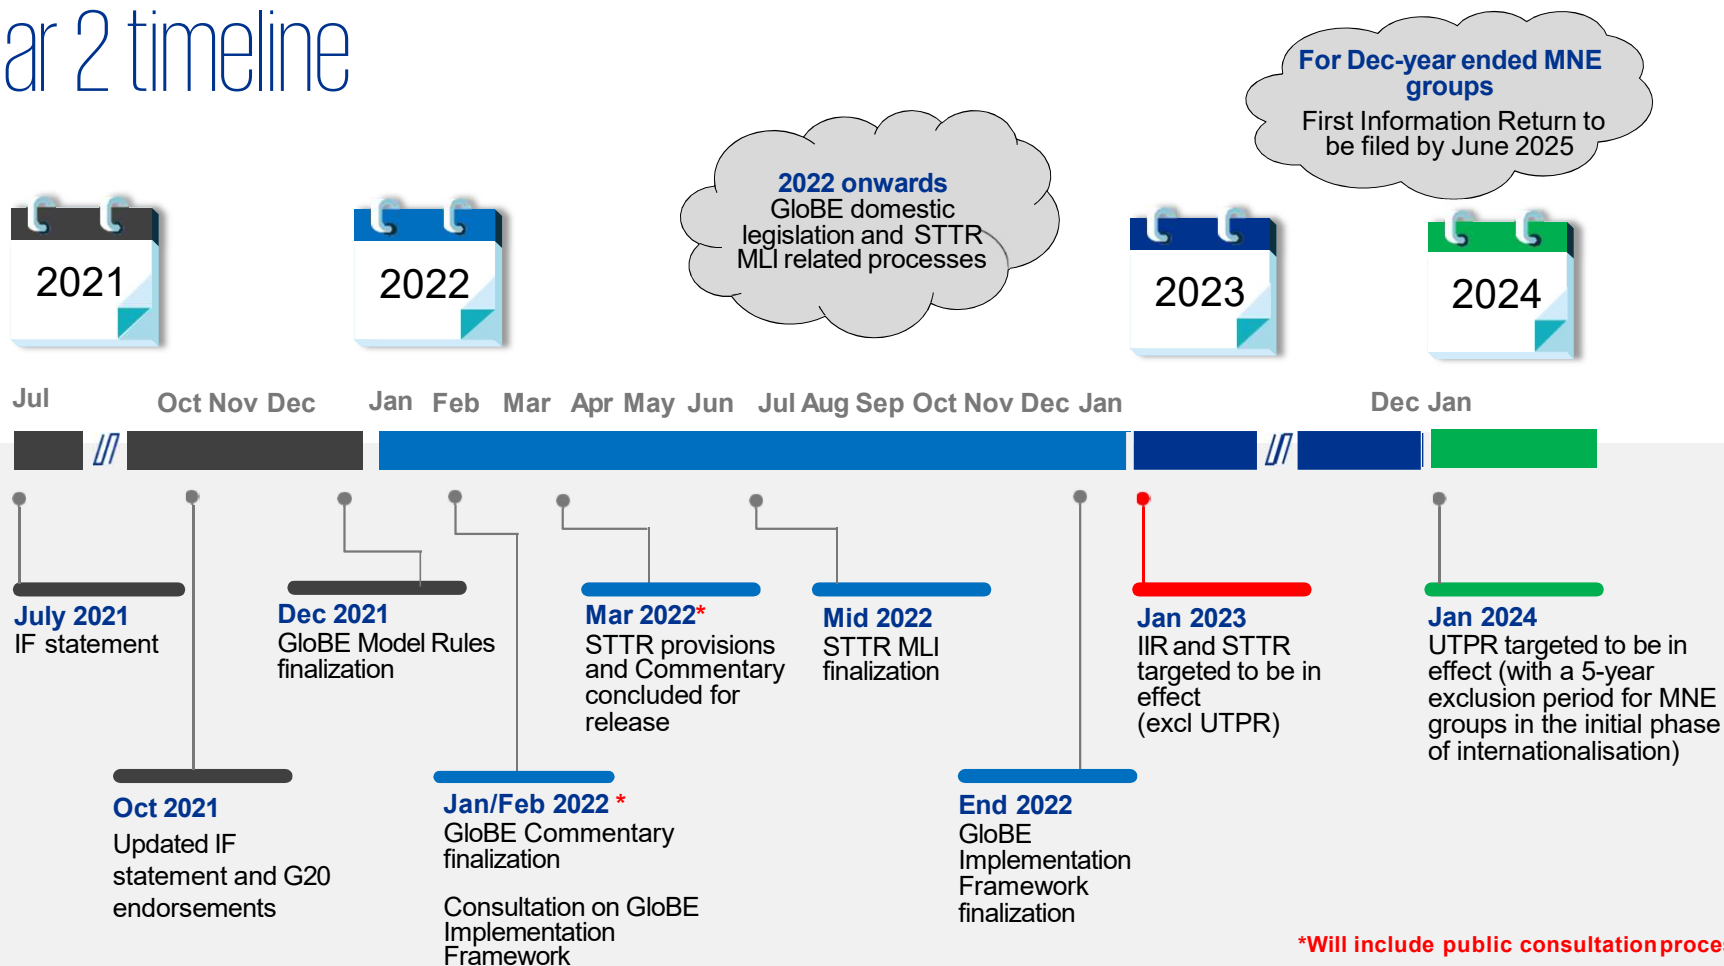 ar 2 timeline
For Dec-year ended MNE
groups
First Information Return to
be filed by June 2025
2022 onwards
GloBE domestic
legislation and STTR
MLI related processes
2021
2022
2023
2024
Jul Oct Nov Dec Jan Feb Mar Apr May Jun Jul Aug Sep Oct Nov Dec Jan Dec Jan
July 2021
IF statement
Dec 2021
GloBE Model Rules
finalization
Mar 2022*
STTR provisions
and Commentary
concluded for
release
Mid 2022
STTR MLI
finalization
Jan 2023
IIR and STTR
targeted to be in
effect
(excl UTPR)
Jan 2024
UTPR targeted to be in
effect (with a 5-year
exclusion period for MNE
groups in the initial phase
of internationalisation)
Oct 2021
Updated IF
statement and G20
endorsements
Jan/Feb 2022 *
GloBE Commentary
finalization
Consultation on GloBE
Implementation
Framework
End 2022
GloBE
Implementation
Framework
finalization
*Will include public consultation proce